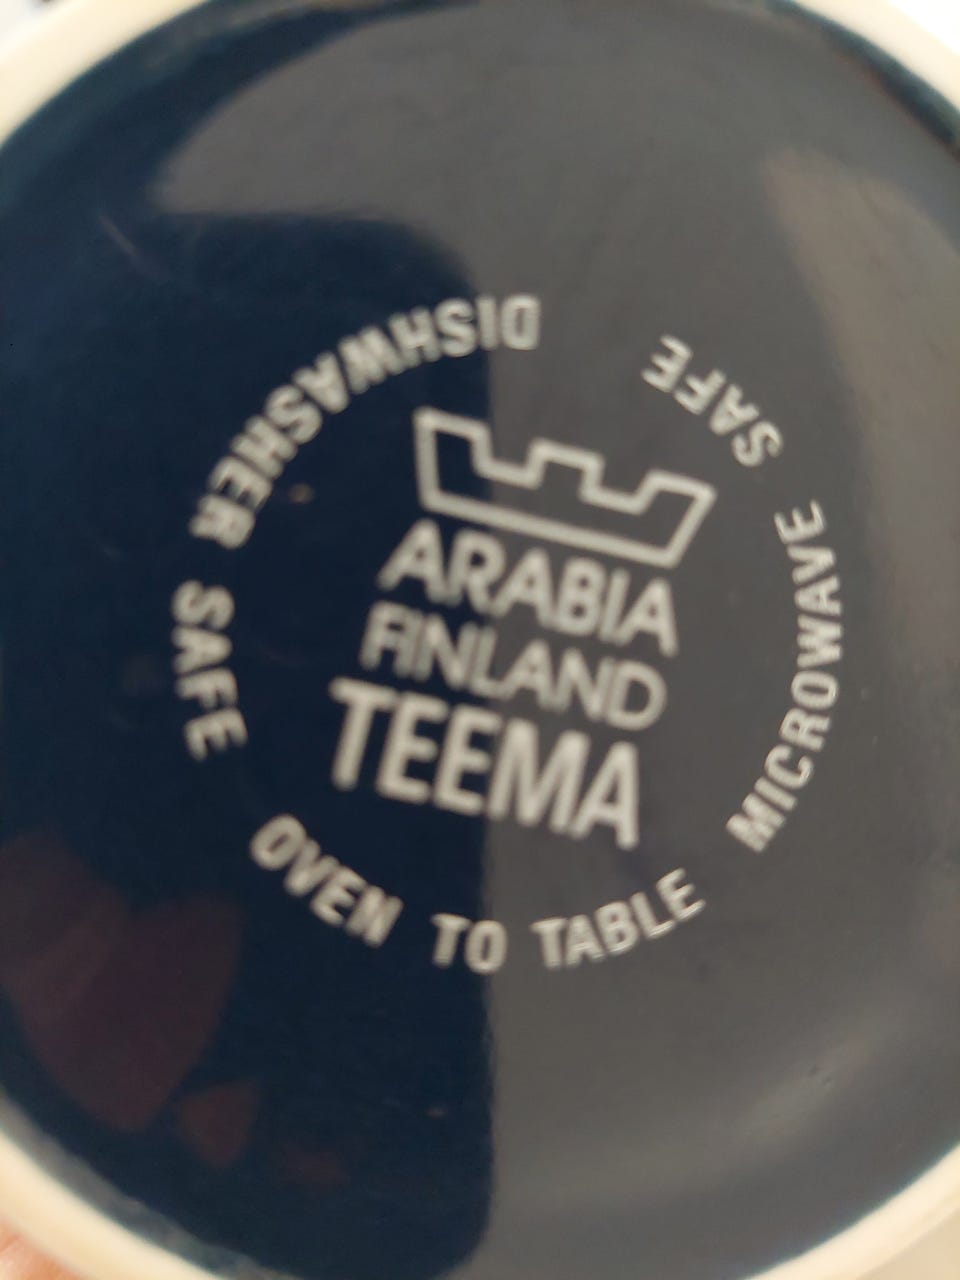 ARABIA
FINLAND
TEEMA
OVEN TO TABLE
MICROWAVE SAFE
DISHWASHER SAFE